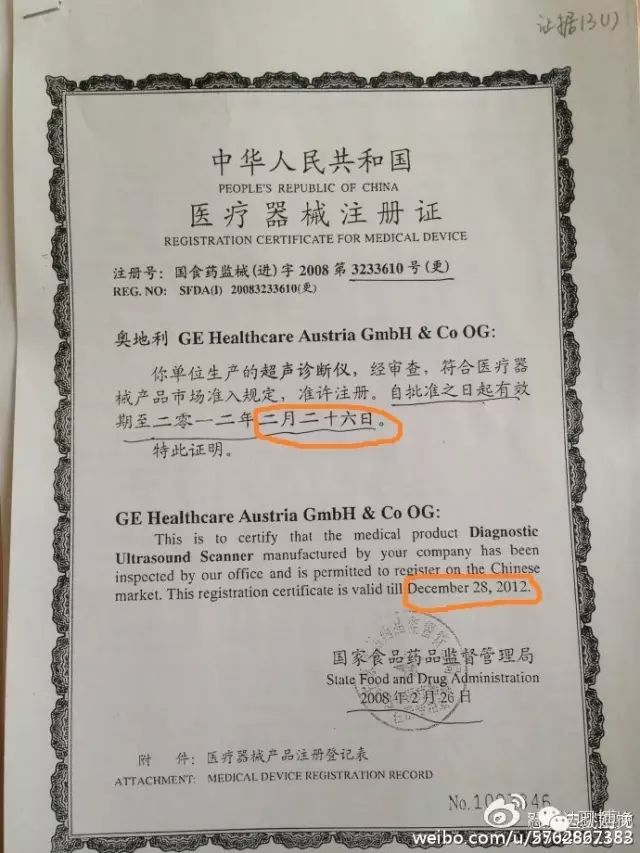 证据13(1)
中华人民共和国
PEOPLE'S REPUBLIC OF CHINA
医疗器械注册证
REGISTRATION CERTIFICATE FOR MEDICAL DEVICE
注册号：国食药监械(进)字 2008 第 3233610 号(更)
REG. NO: SFDA(I) 20083233610(更)
奥地利 GE Healthcare Austria GmbH & Co OG:
你单位生产的超声诊断仪，经审查，符合医疗器
械产品市场准入规定，准许注册。自批准之日起有效
期至二零一二年二月二十六日。
特此证明。
GE Healthcare Austria GmbH & Co OG:
This is to certify that the medical product Diagnostic
Ultrasound Scanner manufactured by your company has been
inspected by our office and is permitted to register on the Chinese
market. This registration certificate is valid till December 28, 2012.
国家食品药品监督管理局
State Food and Drug Administration
2008 年 2 月 26 日
附 件：医疗器械产品注册登记表
ATTACHMENT: MEDICAL DEVICE REGISTRATION RECORD
weibo.com/u/5762867383